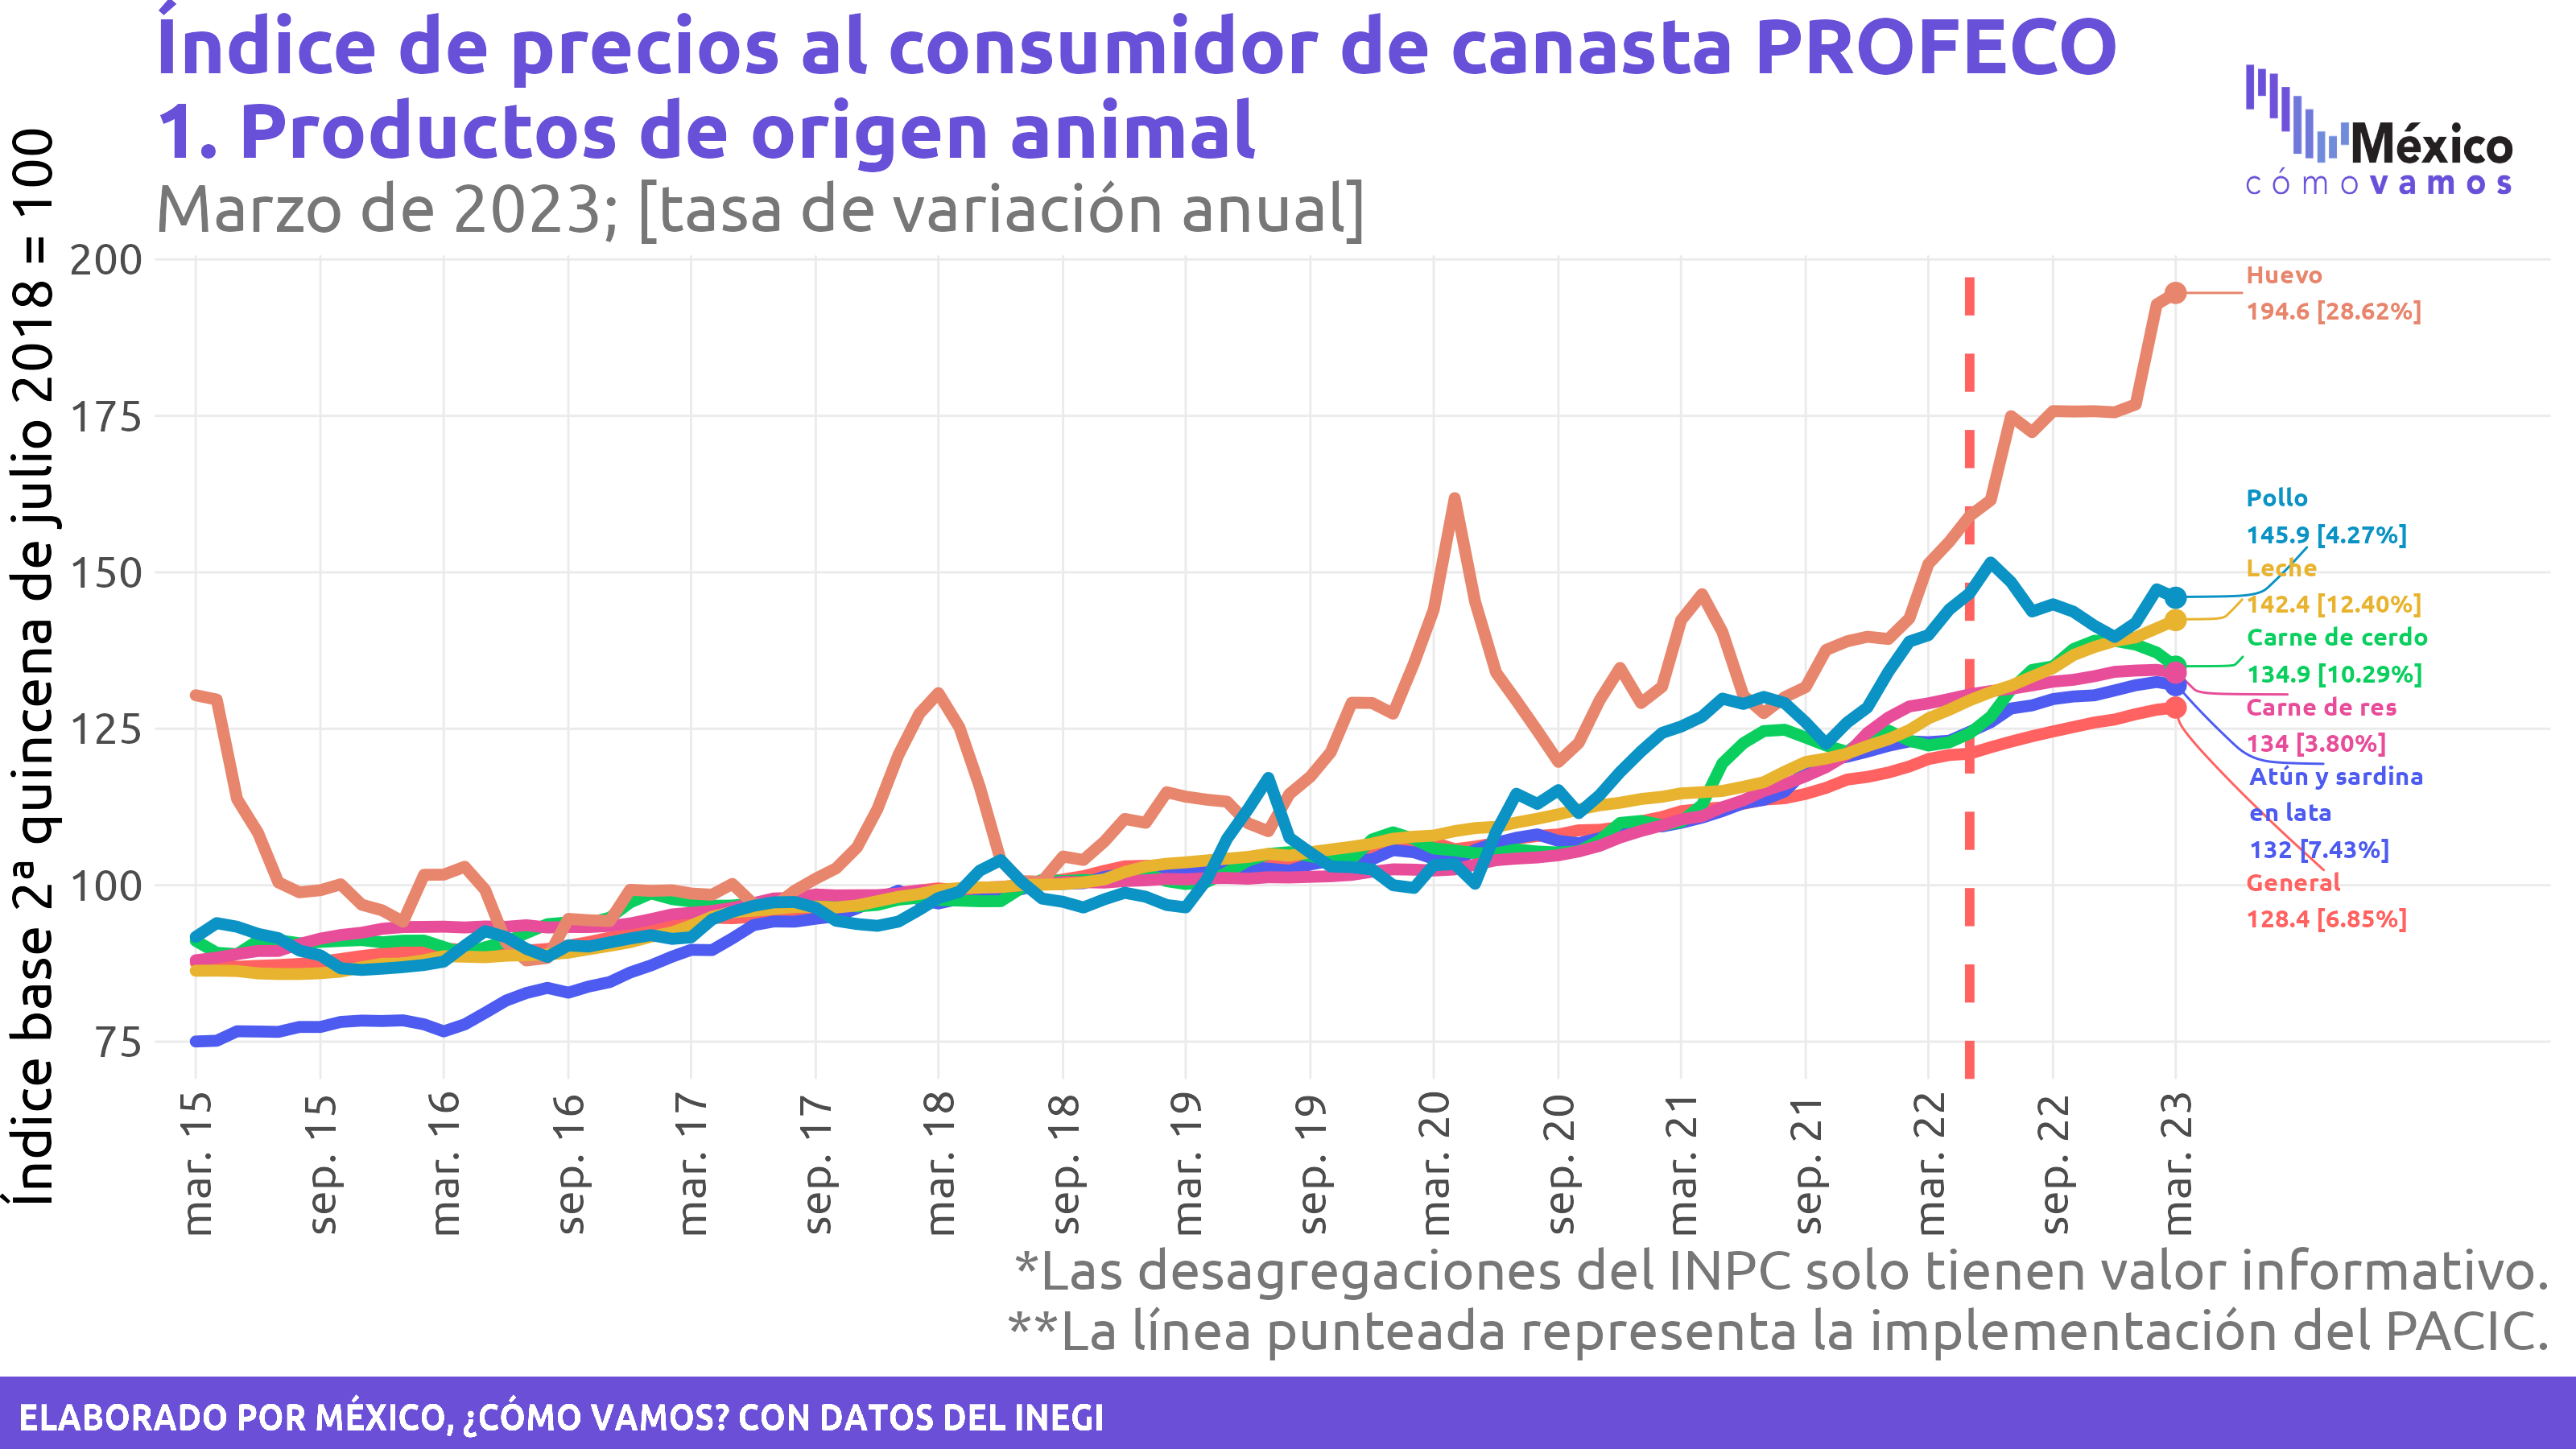 Índice de precios al consumidor de canasta PROFECO
1. Productos de origen animal
Marzo de 2023; [tasa de variación anual]
México
cómo vamos
Índice base 2ª quincena de julio 2018 = 100
200
175
150
125
100
75
Huevo
194.6 [28.62%]
Pollo
145.9 [4.27%]
Leche
142.4 [12.40%]
Carne de cerdo
134.9 [10.29%]
Carne de res
134 [3.80%]
Atún y sardina
en lata
132 [7.43%]
General
128.4 [6.85%]
mar. 15
sep. 15
mar. 16
sep. 16
mar. 17
sep. 17
mar. 18
sep. 18
mar. 19
sep. 19
mar. 20
sep. 20
mar. 21
sep. 21
mar. 22
sep. 22
mar. 23
*Las desagregaciones del INPC solo tienen valor informativo.
**La línea punteada representa la implementación del PACIC.
ELABORADO POR MÉXICO, ¿CÓMO VAMOS? CON DATOS DEL INEGI